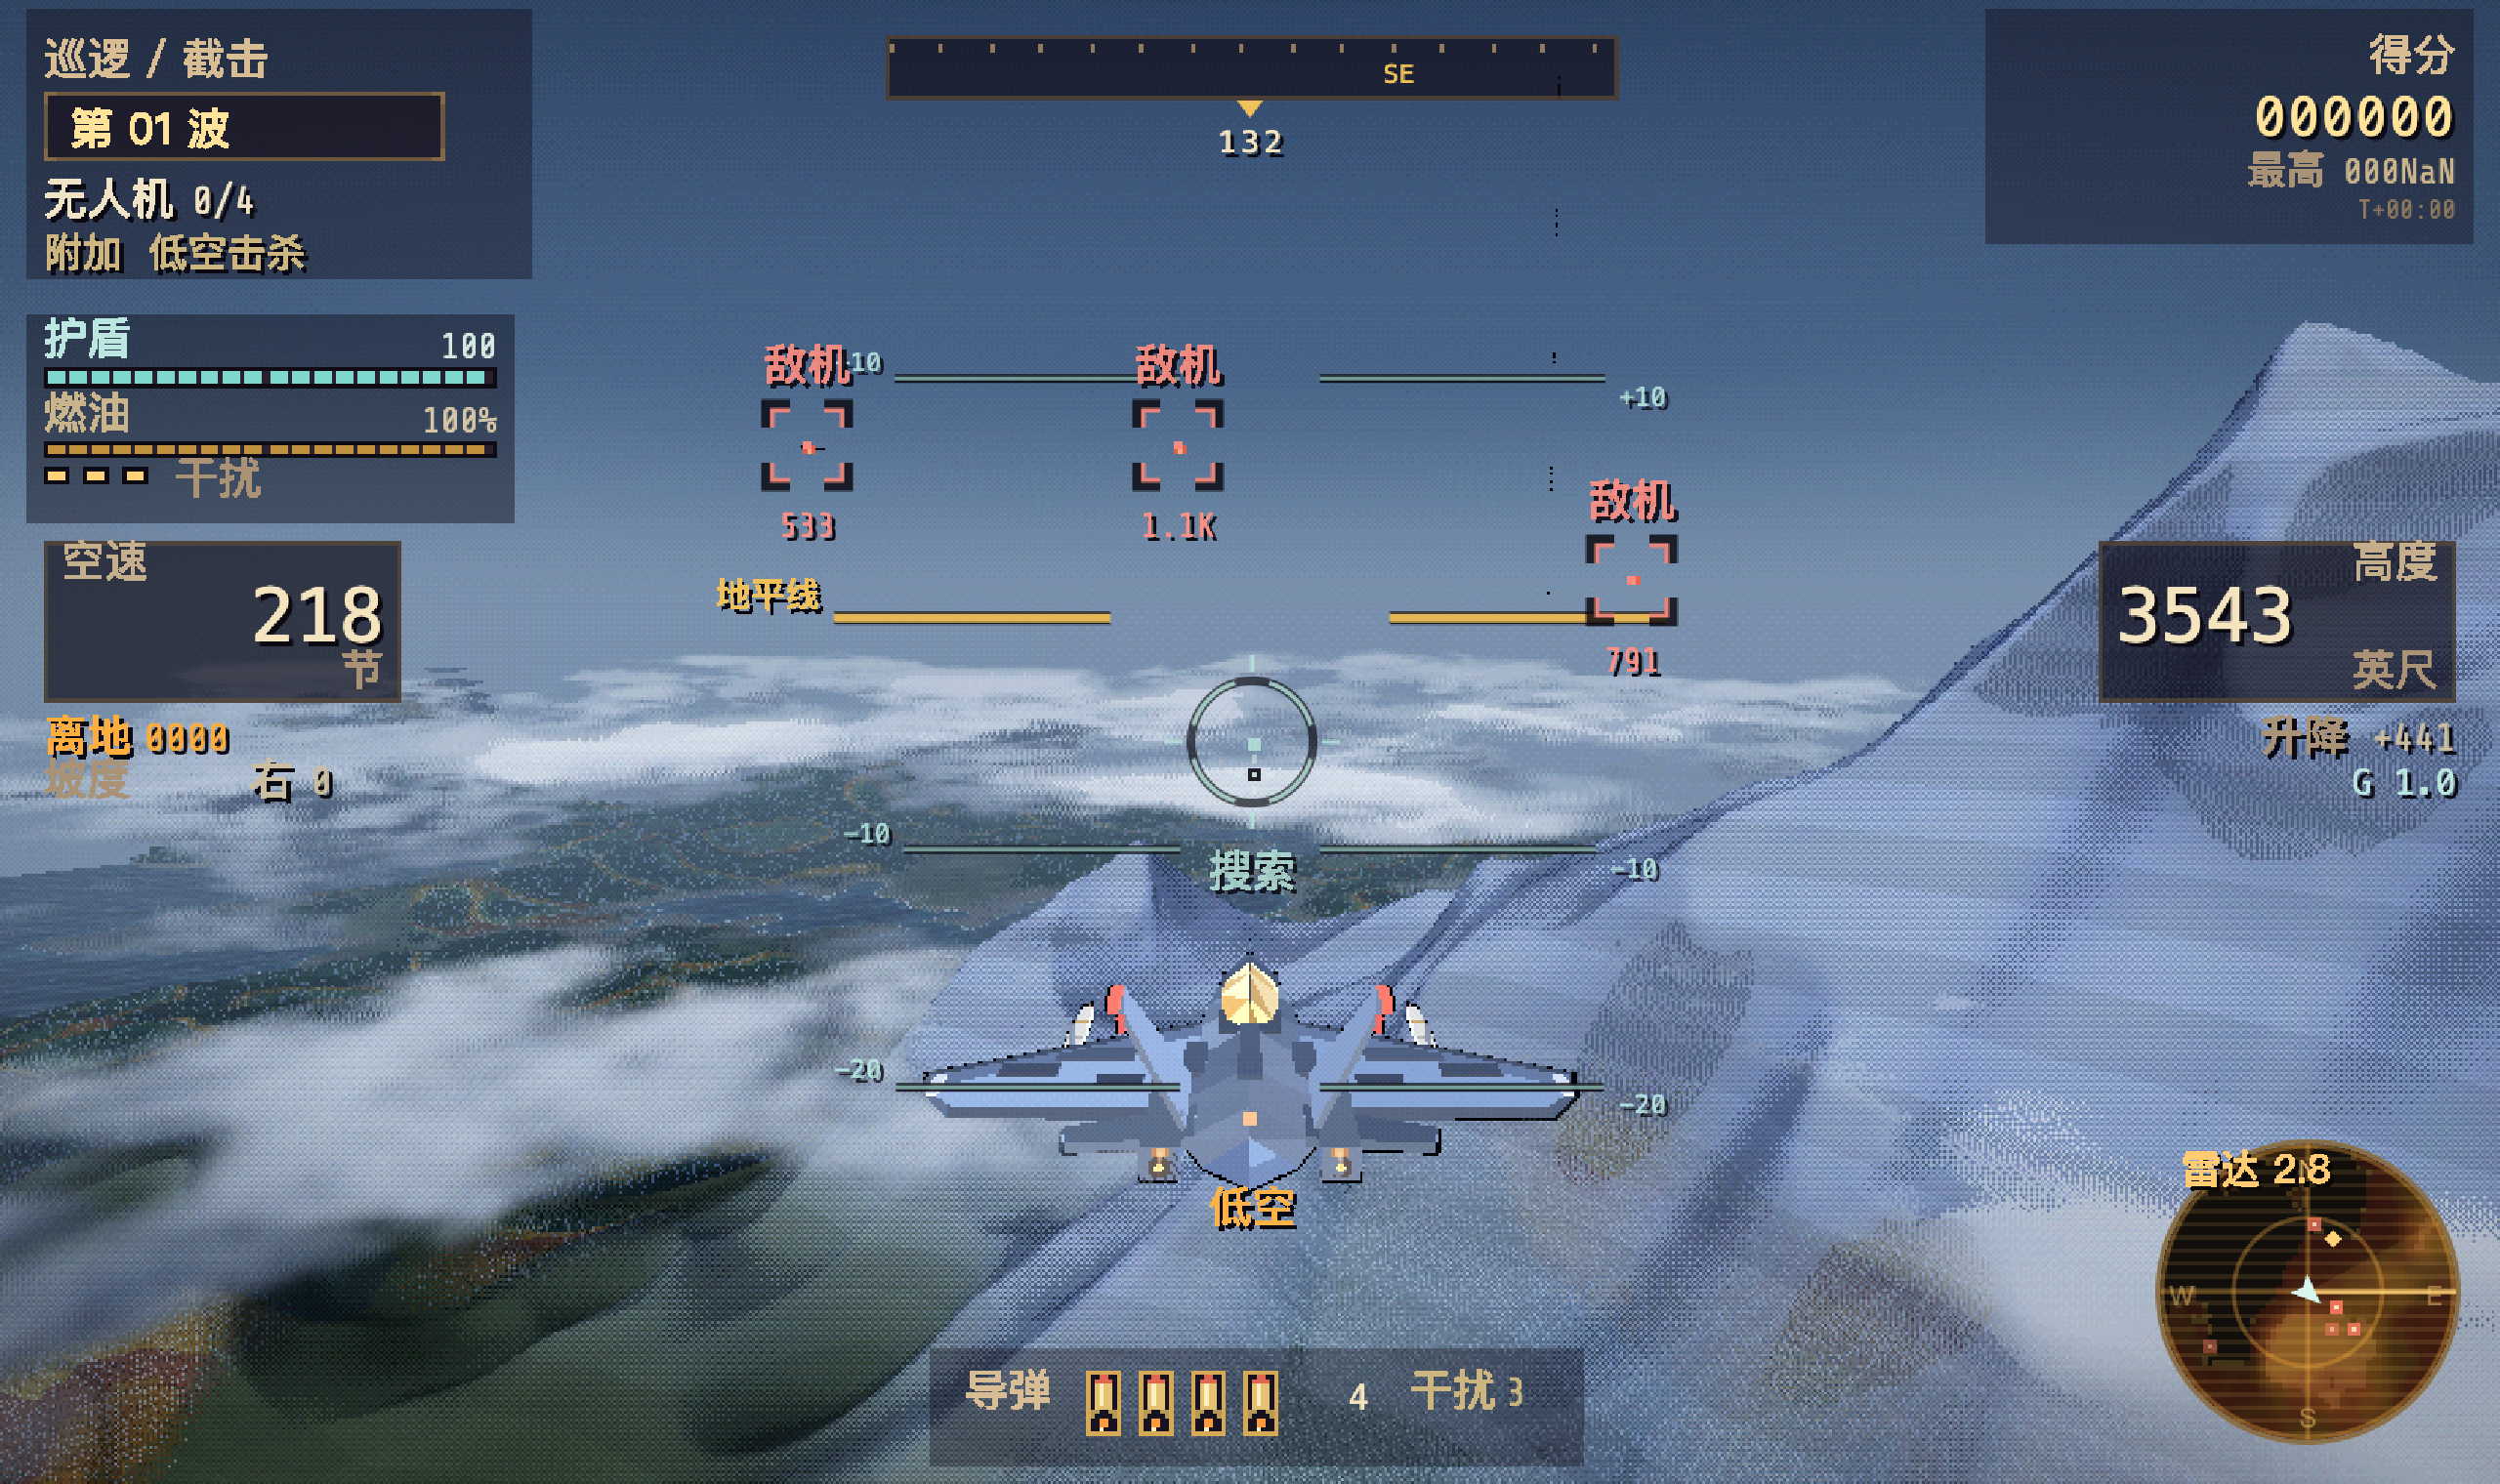 巡逻 / 截击
第 01 波
无人机 0/4
附加 低空击杀
护盾 100
燃油 100%
干扰
空速
218
节
离地 0000
坡度 右 0
SE
132
得分
000000
最高 000NaN
T+00:00
敌机
533
敌机
1.1K
敌机
791
10
+10
地平线
-10
-10
搜索
-20
-20
低空
高度
3543
英尺
升降 +441
G 1.0
雷达 2.8
N
W
E
S
导弹 4 干扰 3